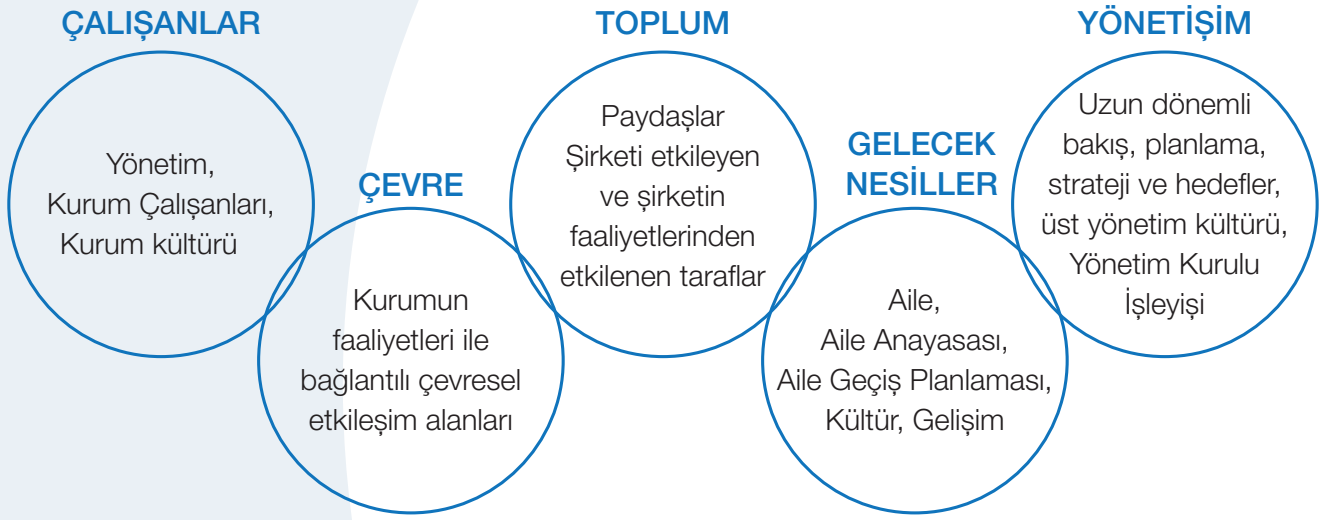 ÇALIŞANLAR
Yönetim,
Kurum Çalışanları,
Kurum kültürü
ÇEVRE
Kurumun
faaliyetleri ile
bağlantılı çevresel
etkileşim alanları
TOPLUM
Paydaşlar
Şirketi etkileyen
ve şirketin
faaliyetlerinden
etkilenen taraflar
GELECEK
NESİLLER
Aile,
Aile Anayasası,
Aile Geçiş Planlaması,
Kültür, Gelişim
YÖNETİŞİM
Uzun dönemli
bakış, planlama,
strateji ve hedefler,
üst yönetim kültürü,
Yönetim Kurulu
İşleyişi